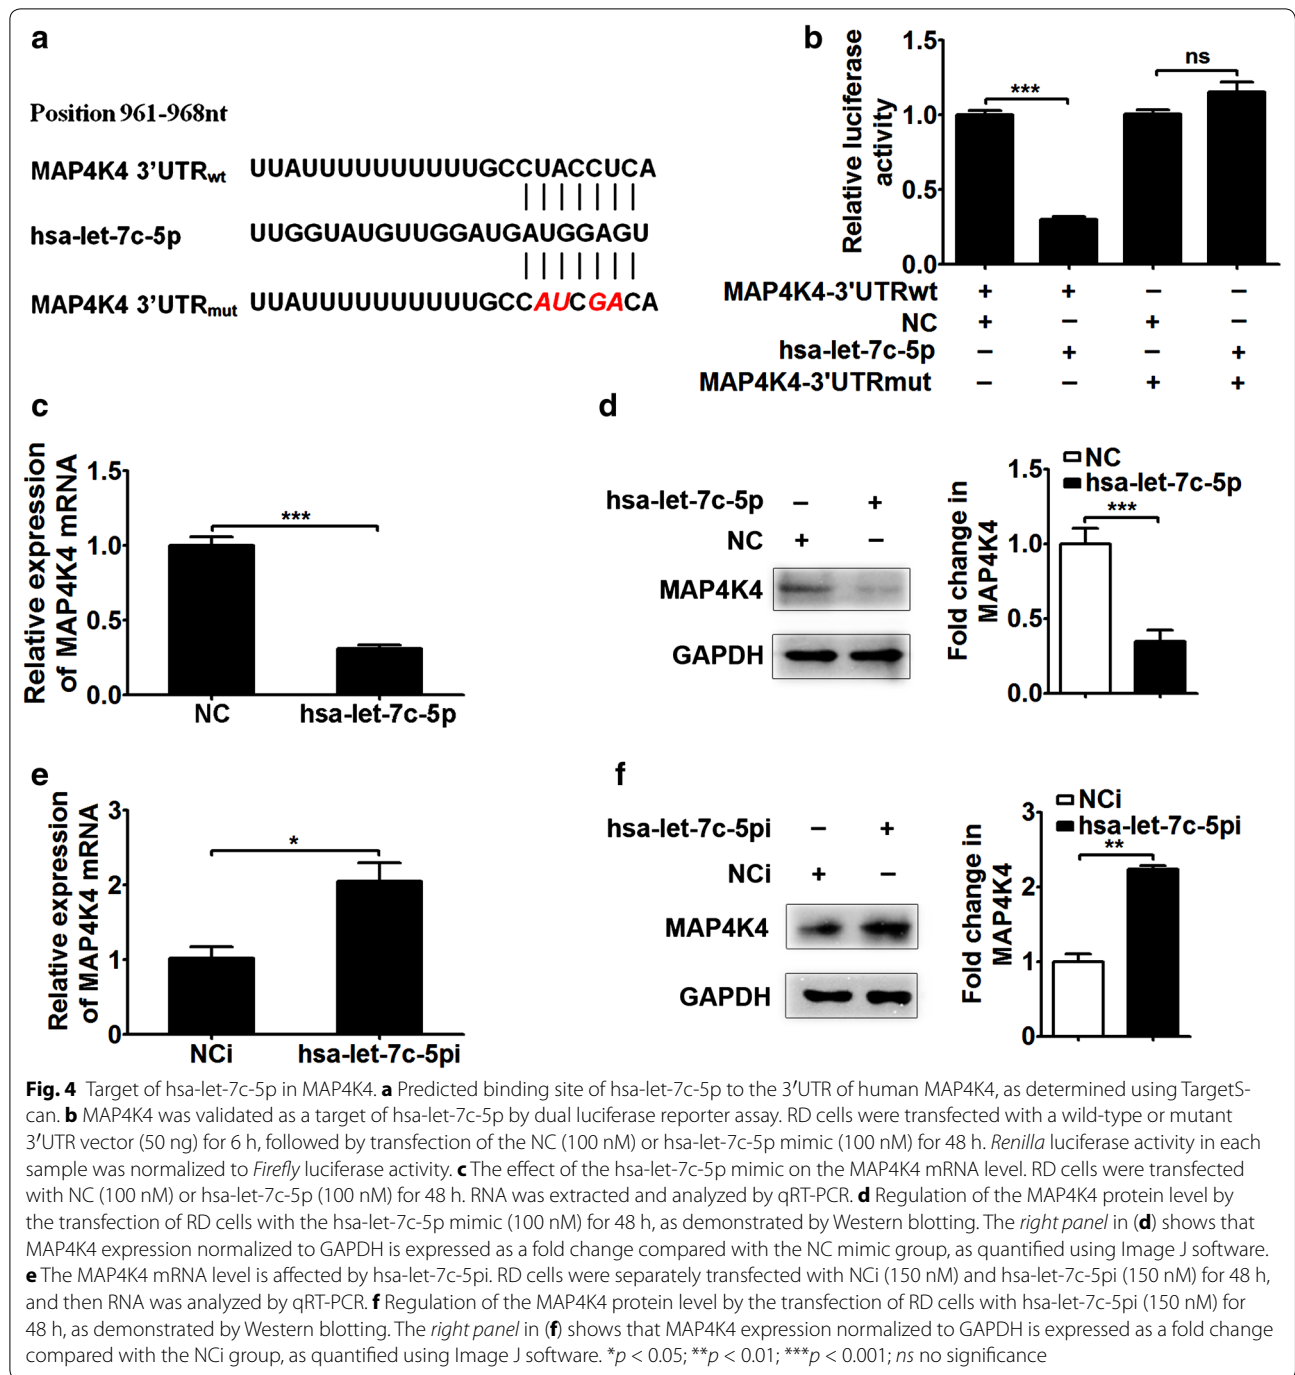 a
Position 961-968nt
MAP4K4 3'UTRwt UUAUUUUUUUUUUGCCUACCUCA
hsa-let-7c-5p UUGGUAUGUUGGAUGAUGGAGU
MAP4K4 3'UTRmut UUAUUUUUUUUUUGCCAUCGACA
b
Relative luciferase activity
1.5
1.0
0.5
0.0
***
ns
MAP4K4-3'UTRwt + + – –
NC + – + –
hsa-let-7c-5p – + – +
MAP4K4-3'UTRmut – – + +
c
Relative expression
of MAP4K4 mRNA
1.5
1.0
0.5
0.0
***
NC hsa-let-7c-5p
d
hsa-let-7c-5p – +
NC + –
MAP4K4
GAPDH
Fold change in
MAP4K4
1.5
1.0
0.5
0.0
NC
hsa-let-7c-5p
***
e
Relative expression
of MAP4K4 mRNA
3
2
1
0
*
NCi hsa-let-7c-5pi
f
hsa-let-7c-5pi – +
NCi + –
MAP4K4
GAPDH
Fold change in
MAP4K4
3
2
1
0
NCi
hsa-let-7c-5pi
**
Fig. 4 Target of hsa-let-7c-5p in MAP4K4. a Predicted binding site of hsa-let-7c-5p to the 3′UTR of human MAP4K4, as determined using TargetS-
can. b MAP4K4 was validated as a target of hsa-let-7c-5p by dual luciferase reporter assay. RD cells were transfected with a wild-type or mutant
3′UTR vector (50 ng) for 6 h, followed by transfection of the NC (100 nM) or hsa-let-7c-5p mimic (100 nM) for 48 h. Renilla luciferase activity in each
sample was normalized to Firefly luciferase activity. c The effect of the hsa-let-7c-5p mimic on the MAP4K4 mRNA level. RD cells were transfected
with NC (100 nM) or hsa-let-7c-5p (100 nM) for 48 h. RNA was extracted and analyzed by qRT-PCR. d Regulation of the MAP4K4 protein level by
the transfection of RD cells with the hsa-let-7c-5p mimic (100 nM) for 48 h, as demonstrated by Western blotting. The right panel in (d) shows that
MAP4K4 expression normalized to GAPDH is expressed as a fold change compared with the NC mimic group, as quantified using Image J software.
e The MAP4K4 mRNA level is affected by hsa-let-7c-5pi. RD cells were separately transfected with NCi (150 nM) and hsa-let-7c-5pi (150 nM) for 48 h,
and then RNA was analyzed by qRT-PCR. f Regulation of the MAP4K4 protein level by the transfection of RD cells with hsa-let-7c-5pi (150 nM) for
48 h, as demonstrated by Western blotting. The right panel in (f) shows that MAP4K4 expression normalized to GAPDH is expressed as a fold change
compared with the NCi group, as quantified using Image J software. *p < 0.05; **p < 0.01; ***p < 0.001; ns no significance